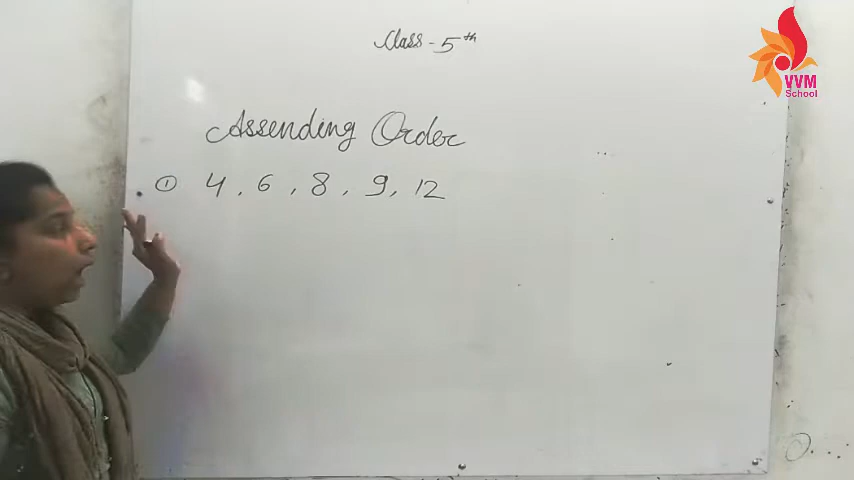 Class - 5th
VVM
School
Assending Order
① 4, 6, 8, 9, 12